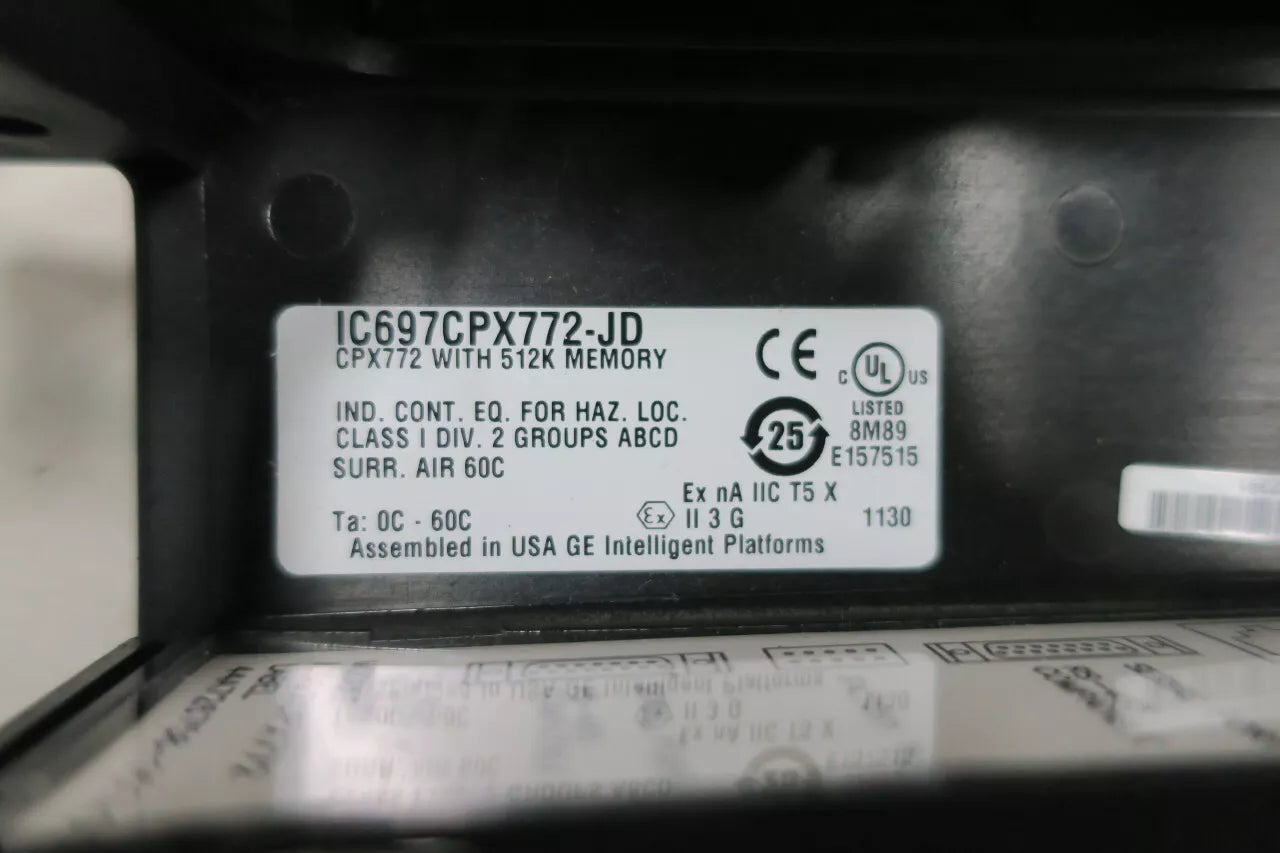 IC697CPX772-JD
CPX772 WITH 512K MEMORY
IND. CONT. EQ. FOR HAZ. LOC.
CLASS I DIV. 2 GROUPS ABCD
SURR. AIR 60C
Ta: 0C - 60C
CE
C UL US
LISTED
8M89
E157515
25
Ex nA IIC T5 X
Ex II 3 G
1130
Assembled in USA GE Intelligent Platforms